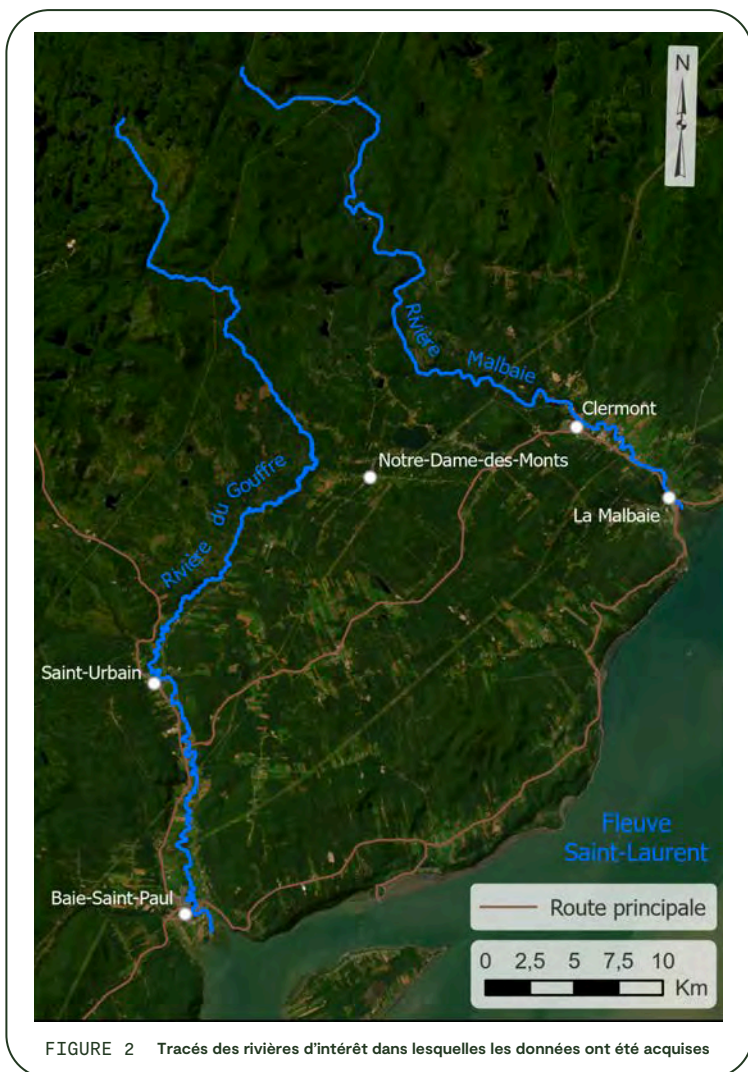 N
Rivière Malbaie
Clermont
Notre-Dame-des-Monts
La Malbaie
Rivière du Gouffre
Saint-Urbain
Fleuve
Saint-Laurent
Baie-Saint-Paul
Route principale
0 2,5 5 7,5 10
Km
FIGURE 2 Tracés des rivières d'intérêt dans lesquelles les données ont été acquises